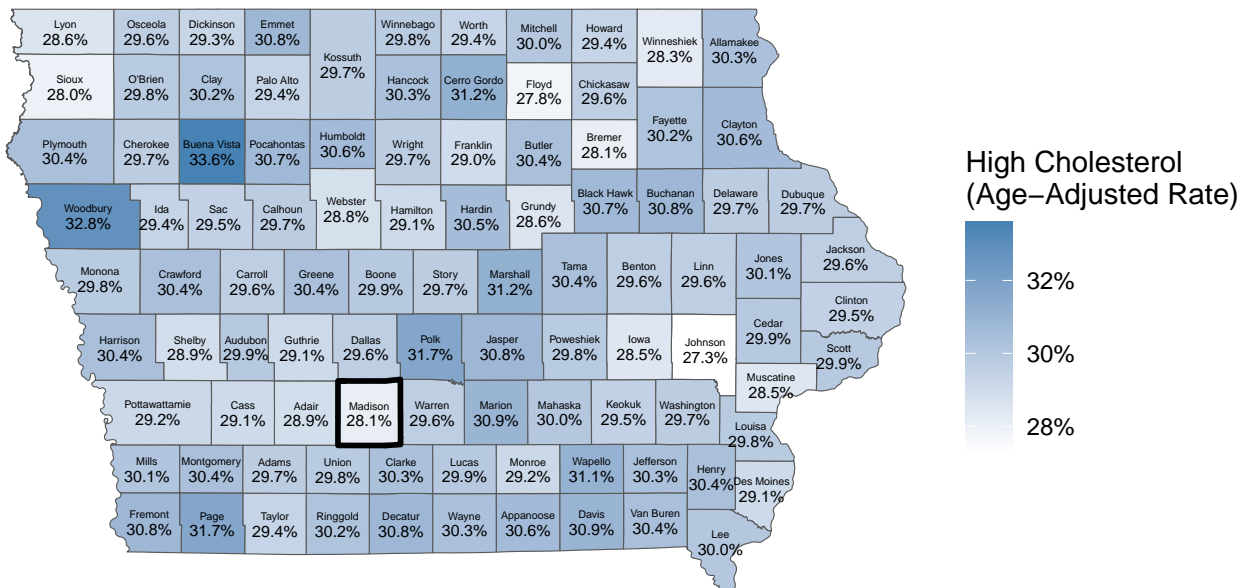 Lyon
28.6%
Osceola
29.6%
Dickinson
29.3%
Emmet
30.8%
Kossuth
29.7%
Winnebago
29.8%
Worth
29.4%
Mitchell
30.0%
Howard
29.4%
Winneshiek
28.3%
Allamakee
30.3%
Sioux
28.0%
O'Brien
29.8%
Clay
30.2%
Palo Alto
29.4%
Hancock
30.3%
Cerro Gordo
31.2%
Floyd
27.8%
Chickasaw
29.6%
Fayette
30.2%
Clayton
30.6%
Plymouth
30.4%
Cherokee
29.7%
Buena Vista
33.6%
Pocahontas
30.7%
Humboldt
30.6%
Wright
29.7%
Franklin
29.0%
Butler
30.4%
Bremer
28.1%
Woodbury
32.8%
Ida
29.4%
Sac
29.5%
Calhoun
29.7%
Webster
28.8%
Hamilton
29.1%
Hardin
30.5%
Grundy
28.6%
Black Hawk
30.7%
Buchanan
30.8%
Delaware
29.7%
Dubuque
29.7%
Monona
29.8%
Crawford
30.4%
Carroll
29.6%
Greene
30.4%
Boone
29.9%
Story
29.7%
Marshall
31.2%
Tama
30.4%
Benton
29.6%
Linn
29.6%
Jones
30.1%
Jackson
29.6%
Clinton
29.5%
Harrison
30.4%
Shelby
28.9%
Audubon
29.9%
Guthrie
29.1%
Dallas
29.6%
Polk
31.7%
Jasper
30.8%
Poweshiek
29.8%
Iowa
28.5%
Johnson
27.3%
Cedar
29.9%
Scott
29.9%
Muscatine
28.5%
Pottawattamie
29.2%
Cass
29.1%
Adair
28.9%
Madison
28.1%
Warren
29.6%
Marion
30.9%
Mahaska
30.0%
Keokuk
29.5%
Washington
29.7%
Louisa
29.8%
Mills
30.1%
Montgomery
30.4%
Adams
29.7%
Union
29.8%
Clarke
30.3%
Lucas
29.9%
Monroe
29.2%
Wapello
31.1%
Jefferson
30.3%
Henry
30.4%
Des Moines
29.1%
Fremont
30.8%
Page
31.7%
Taylor
29.4%
Ringgold
30.2%
Decatur
30.8%
Wayne
30.3%
Appanoose
30.6%
Davis
30.9%
Van Buren
30.4%
Lee
30.0%
High Cholesterol
(Age−Adjusted Rate)
32%
30%
28%